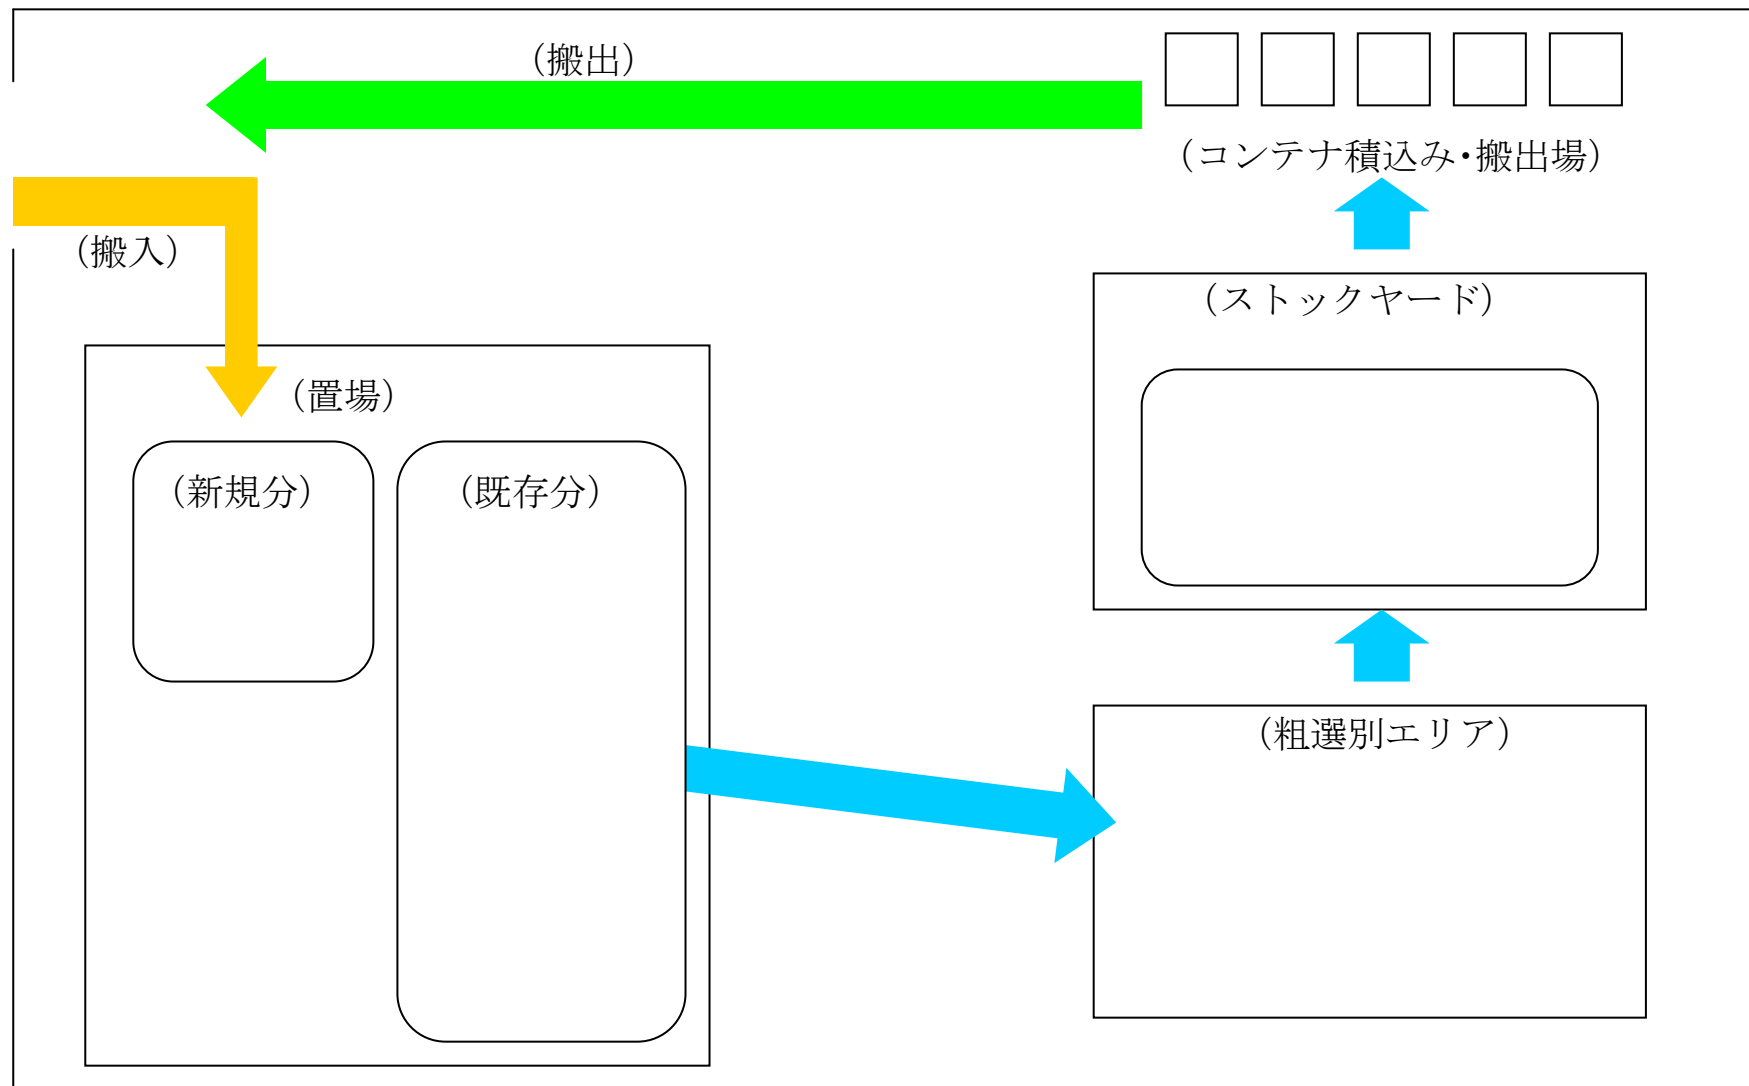 （搬出）
（コンテナ積込み・搬出場）
（搬入）
（ストックヤード）
（置場）
（新規分）
（既存分）
（粗選別エリア）